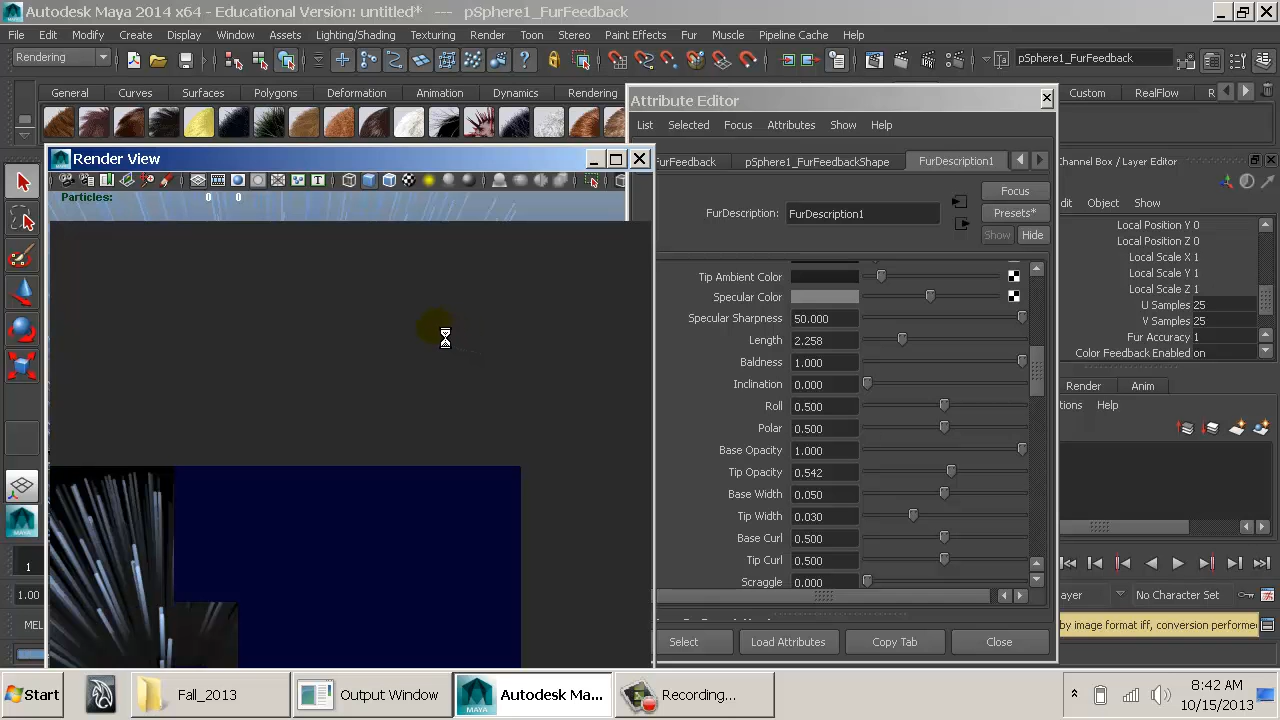 Autodesk Maya 2014 x64 - Educational Version: untitled* --- pSphere1_FurFeedback
File Edit Modify Create Display Window Assets Lighting/Shading Texturing Render Toon Stereo Paint Effects Fur Muscle Pipeline Cache Help
Rendering pSphere1_FurFeedback
General Curves Surfaces Polygons Deformation Animation Dynamics Rendering Custom RealFlow R
Attribute Editor
List Selected Focus Attributes Show Help
FurFeedback pSphere1_FurFeedbackShape FurDescription1
FurDescription: FurDescription1
Focus
Presets*
Show Hide
Tip Ambient Color
Specular Color
Specular Sharpness 50.000
Length 2.258
Baldness 1.000
Inclination 0.000
Roll 0.500
Polar 0.500
Base Opacity 1.000
Tip Opacity 0.542
Base Width 0.050
Tip Width 0.030
Base Curl 0.500
Tip Curl 0.500
Scraggle 0.000
Select Load Attributes Copy Tab Close
Render View
Particles: 0 0
hannel Box / Layer Editor
dit Object Show
Local Position Y 0
Local Position Z 0
Local Scale X 1
Local Scale Y 1
Local Scale Z 1
U Samples 25
V Samples 25
Fur Accuracy 1
Color Feedback Enabled on
Render Anim
tions Help
1
1.00
ayer No Character Set
MEL
by image format iff, conversion performe
Start Fall_2013 Output Window Autodesk Ma... Recording...
8:42 AM
10/15/2013
MAYA